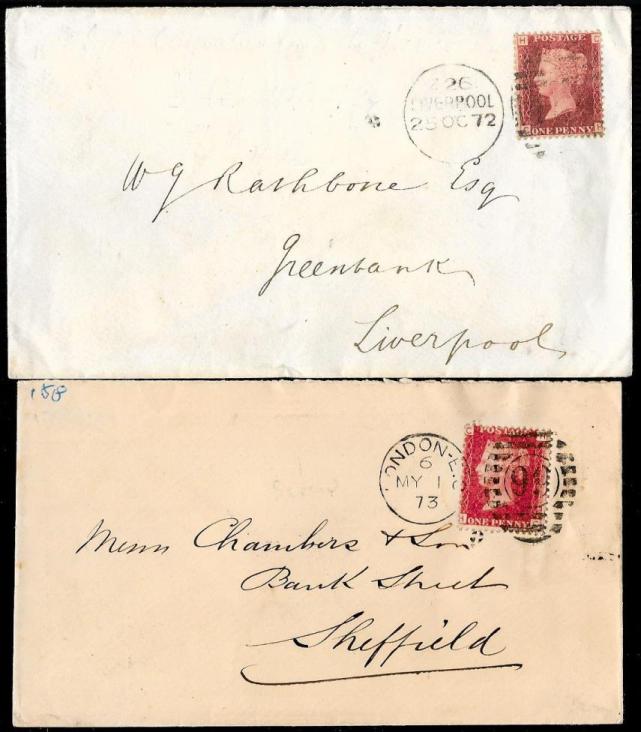 POSTAGE
ONE PENNY
Z 26
LIVERPOOL
25 OC 72
W G Rathbone Esq
Greenbank
Liverpool
158
ONE PENNY
LONDON-E.C
6
MY 1
73
Messrs Chambers & Son
Bank Street
Sheffield